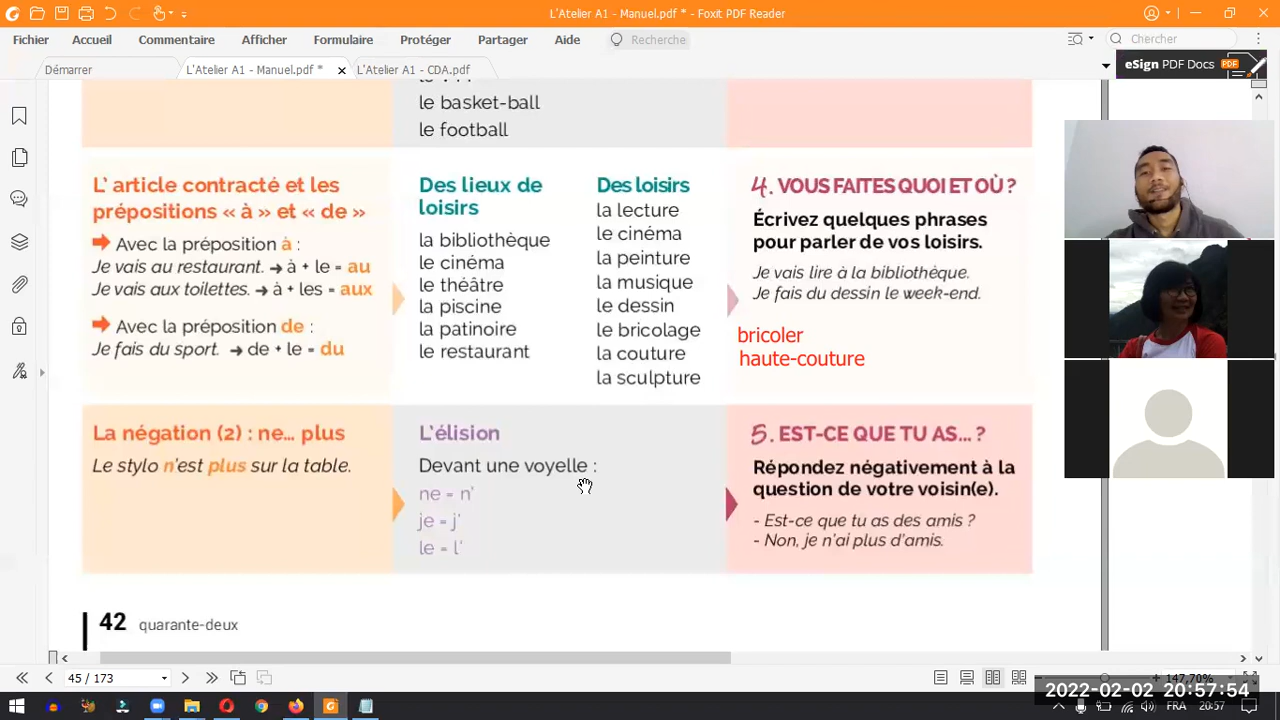 L'Atelier A1 - Manuel.pdf * - Foxit PDF Reader
Fichier Accueil Commentaire Afficher Formulaire Protéger Partager Aide Recherche Chercher
Démarrer L'Atelier A1 - Manuel.pdf * L'Atelier A1 - CDA.pdf eSign PDF Docs PDF
le basket-ball
le football
L' article contracté et les
prépositions « à » et « de »
Avec la préposition à :
Je vais au restaurant. → à + le = au
Je vais aux toilettes. → à + les = aux
Avec la préposition de :
Je fais du sport. → de + le = du
Des lieux de
loisirs
la bibliothèque
le cinéma
le théâtre
la piscine
la patinoire
le restaurant
Des loisirs
la lecture
le cinéma
la peinture
la musique
le dessin
le bricolage
la couture
la sculpture
4. VOUS FAITES QUOI ET OÙ ?
Écrivez quelques phrases
pour parler de vos loisirs.
Je vais lire à la bibliothèque.
Je fais du dessin le week-end.
bricoler
haute-couture
La négation (2) : ne... plus
Le stylo n'est plus sur la table.
L'élision
Devant une voyelle :
ne = n'
je = j'
le = l'
5. EST-CE QUE TU AS... ?
Répondez négativement à la
question de votre voisin(e).
- Est-ce que tu as des amis ?
- Non, je n'ai plus d'amis.
42 quarante-deux
45 / 173
147,70%
2022-02-02 20:57:54
FRA 20:57